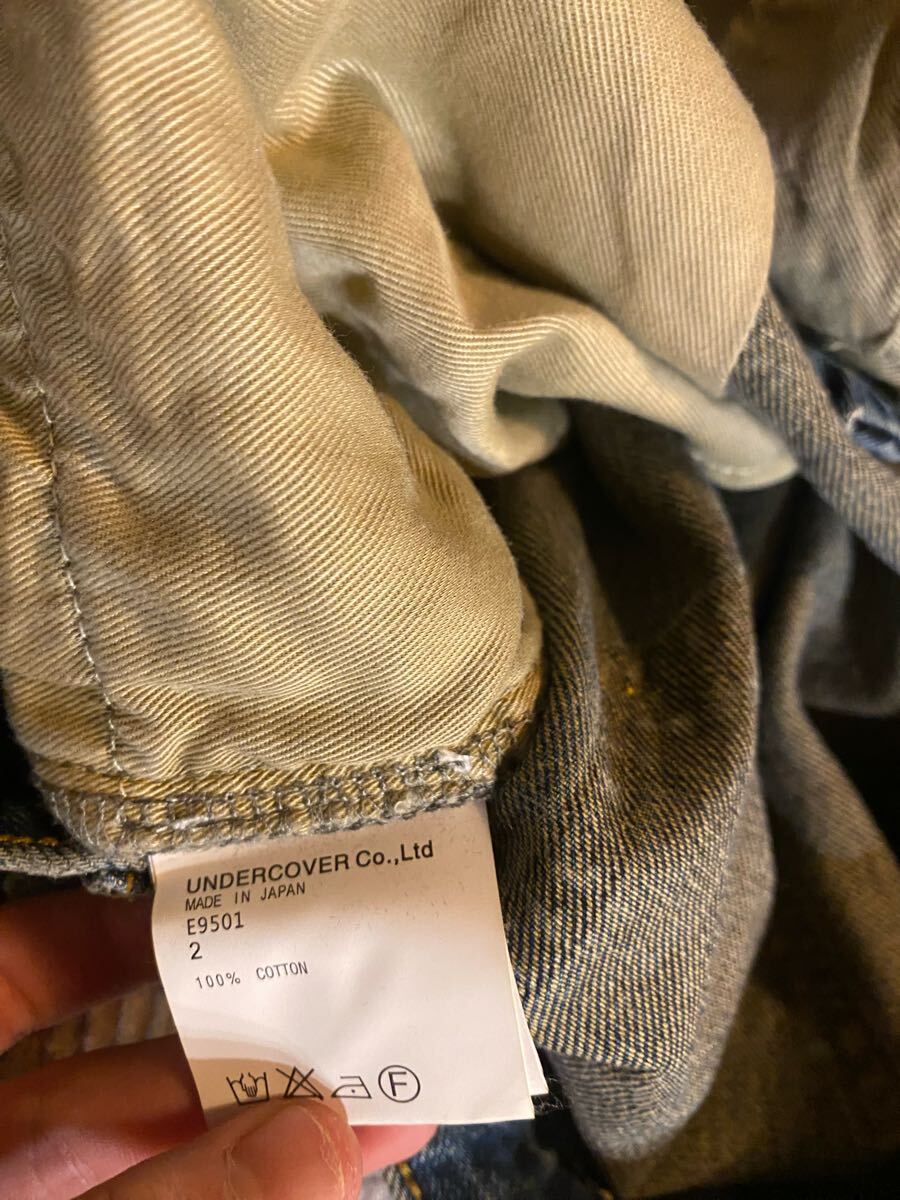 UNDERCOVER Co.,Ltd
MADE IN JAPAN
E9501
2
100% COTTON
F